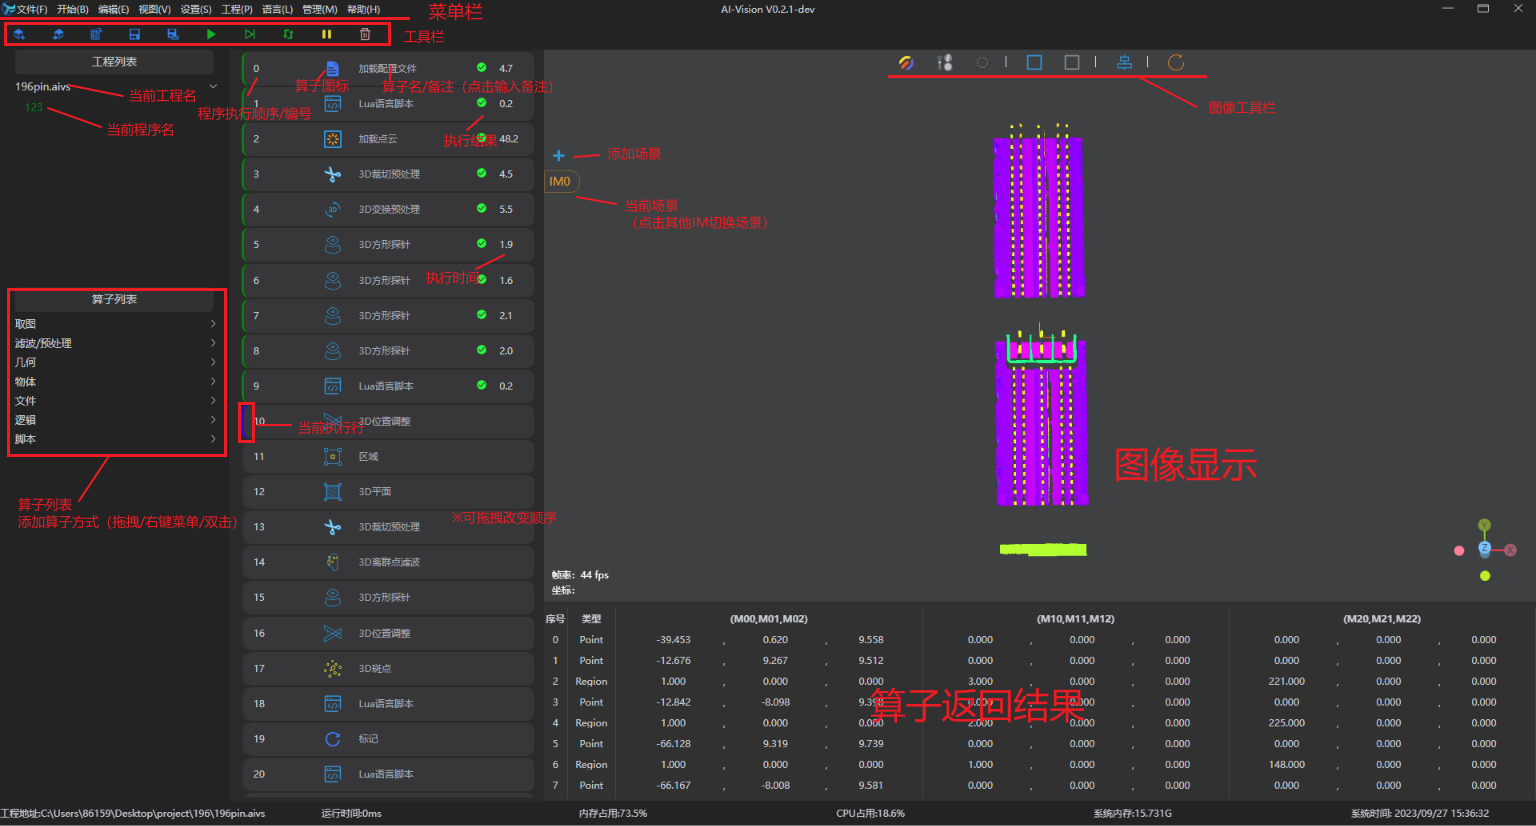 文件(F) 开始(B) 编辑(E) 视图(V) 设置(S) 工程(P) 语言(L) 管理(M) 帮助(H) 菜单栏 AI-Vision V0.2.1-dev
工具栏
工程列表
196pin.aivs 当前工程名
123 当前程序名
算子列表
取图
滤波/预处理
几何
物体
文件
逻辑
脚本
算子列表
添加算子方式（拖拽/右键菜单/双击）
0 加载配置文件 4.7
算子图标 算子名/备注（点击输入备注）
1 Lua语言脚本 0.2
程序执行顺序/编号
2 加载点云 48.2
执行结果
3 3D裁切预处理 4.5
4 3D变换预处理 5.5
5 3D方形探针 1.9
执行时间
6 3D方形探针 1.6
7 3D方形探针 2.1
8 3D方形探针 2.0
9 Lua语言脚本 0.2
10 3D位置调整
当前执行行
11 区域
12 3D平面
※可拖拽改变顺序
13 3D裁切预处理
14 3D离群点滤波
15 3D方形探针
16 3D位置调整
17 3D斑点
18 Lua语言脚本
19 标记
20 Lua语言脚本
图像工具栏
添加场景
IM0
当前场景
（点击其他IM切换场景）
图像显示
Y
Z
X
帧率: 44 fps
坐标:
序号 类型 (M00,M01,M02) (M10,M11,M12) (M20,M21,M22)
0 Point -39.453 , 0.620 , 9.558 0.000 , 0.000 , 0.000 0.000 , 0.000 , 0.000
1 Point -12.676 , 9.267 , 9.512 0.000 , 0.000 , 0.000 0.000 , 0.000 , 0.000
2 Region 1.000 , 0.000 , 0.000 3.000 , 0.000 , 0.000 221.000 , 0.000 , 0.000
3 Point -12.842 , -8.098 , 0.000 , 0.000 , 0.000 0.000 , 0.000 , 0.000
算子返回结果
4 Region 1.000 , 0.000 , 0.000 2.000 , 0.000 , 0.000 225.000 , 0.000 , 0.000
5 Point -66.128 , 9.319 , 9.739 0.000 , 0.000 , 0.000 0.000 , 0.000 , 0.000
6 Region 1.000 , 0.000 , 0.000 1.000 , 0.000 , 0.000 148.000 , 0.000 , 0.000
7 Point -66.167 , -8.008 , 9.581 0.000 , 0.000 , 0.000 0.000 , 0.000 , 0.000
工程地址:C:\Users\86159\Desktop\project\196\196pin.aivs 运行时间:0ms 内存占用:73.5% CPU占用:18.6% 系统内存:15.731G 系统时间: 2023/09/27 15:36:32